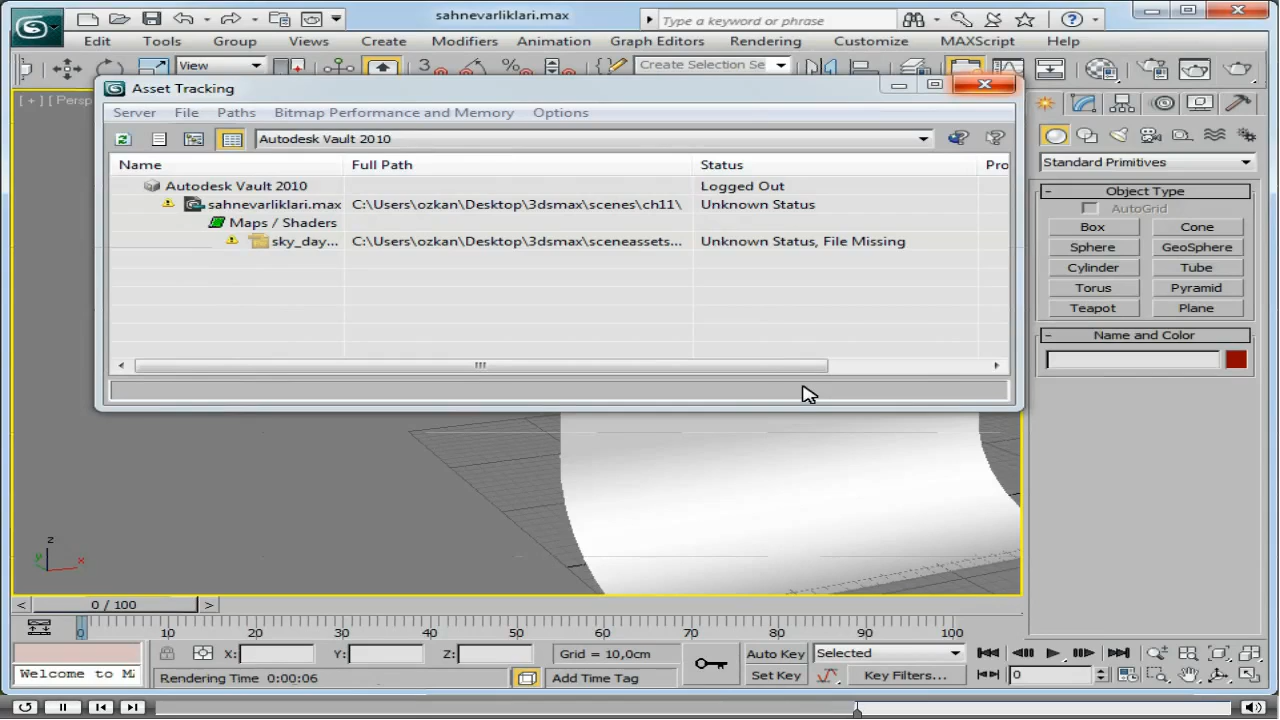 sahnevarliklari.max
Type a keyword or phrase
Edit Tools Group Views Create Modifiers Animation Graph Editors Rendering Customize MAXScript Help
View
3
%
Create Selection Se
[ + ] [ Persp
Asset Tracking
Server File Paths Bitmap Performance and Memory Options
Autodesk Vault 2010
Name Full Path Status Pro
Autodesk Vault 2010 Logged Out
sahnevarliklari.max C:\Users\ozkan\Desktop\3dsmax\scenes\ch11\ Unknown Status
Maps / Shaders
sky_day... C:\Users\ozkan\Desktop\3dsmax\sceneassets... Unknown Status, File Missing
Standard Primitives
Object Type
AutoGrid
Box Cone
Sphere GeoSphere
Cylinder Tube
Torus Pyramid
Teapot Plane
Name and Color
z
y x
< 0 / 100 >
0 10 20 30 40 50 60 70 80 90 100
X: Y: Z: Grid = 10,0cm Auto Key Selected
Welcome to MA Rendering Time 0:00:06 Add Time Tag Set Key Key Filters... 0